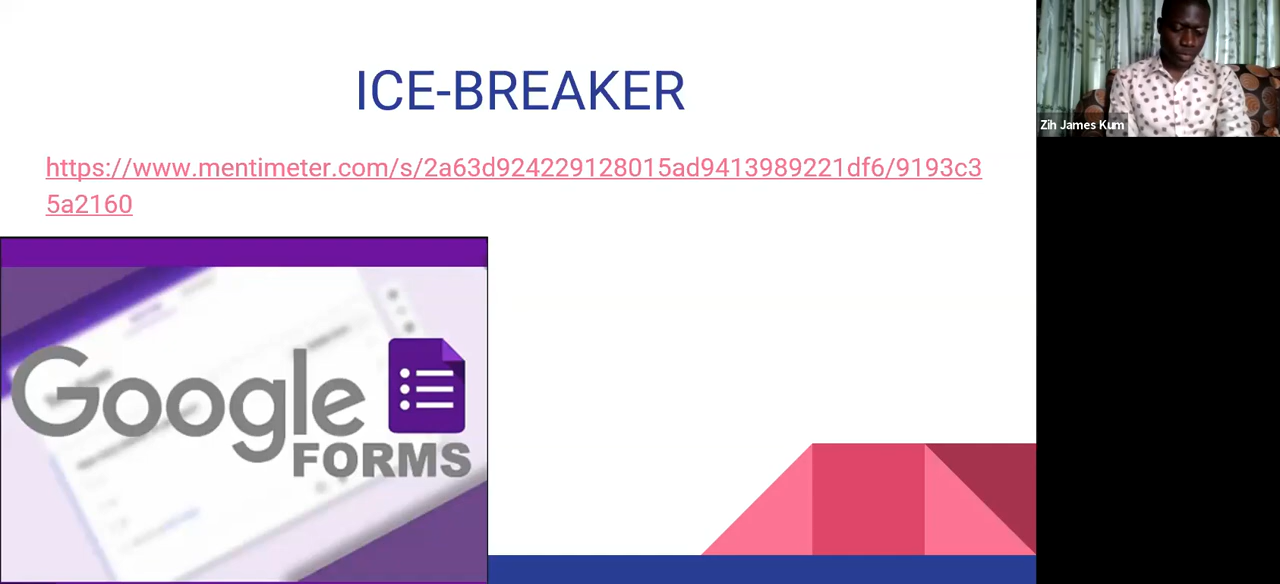 ICE-BREAKER
https://www.mentimeter.com/s/2a63d924229128015ad9413989221df6/9193c3
5a2160
Google
FORMS
Zih James Kum